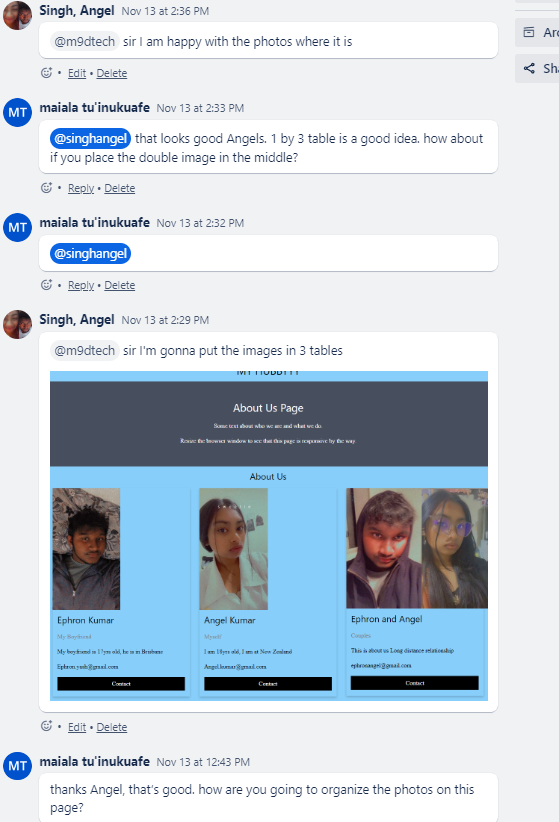 Singh, Angel Nov 13 at 2:36 PM
@m9dtech sir I am happy with the photos where it is
• Edit • Delete
MT
maiala tu'inukuafe Nov 13 at 2:33 PM
@singhangel that looks good Angels. 1 by 3 table is a good idea. how about
if you place the double image in the middle?
• Reply • Delete
MT
maiala tu'inukuafe Nov 13 at 2:32 PM
@singhangel
• Reply • Delete
Singh, Angel Nov 13 at 2:29 PM
@m9dtech sir I'm gonna put the images in 3 tables
MY HOBBYYY
About Us Page
Some text about who we are and what we do.
Resize the browser window to see that this page is responsive by the way.
About Us
Ephron Kumar
My Boyfriend
My boyfriend is 17yrs old, he is in Brisbane
Ephron.yash@gmail.com
Contact
Angel Kumar
Myself
I am 18yrs old, I am at New Zealand
Angel.kumar@gmail.com
Contact
Ephron and Angel
Couples
This is about us Long distance relationship
ephronangel@gmail.com
Contact
• Edit • Delete
MT
maiala tu'inukuafe Nov 13 at 12:43 PM
thanks Angel, that's good. how are you going to organize the photos on this
page?
Arc
Sha